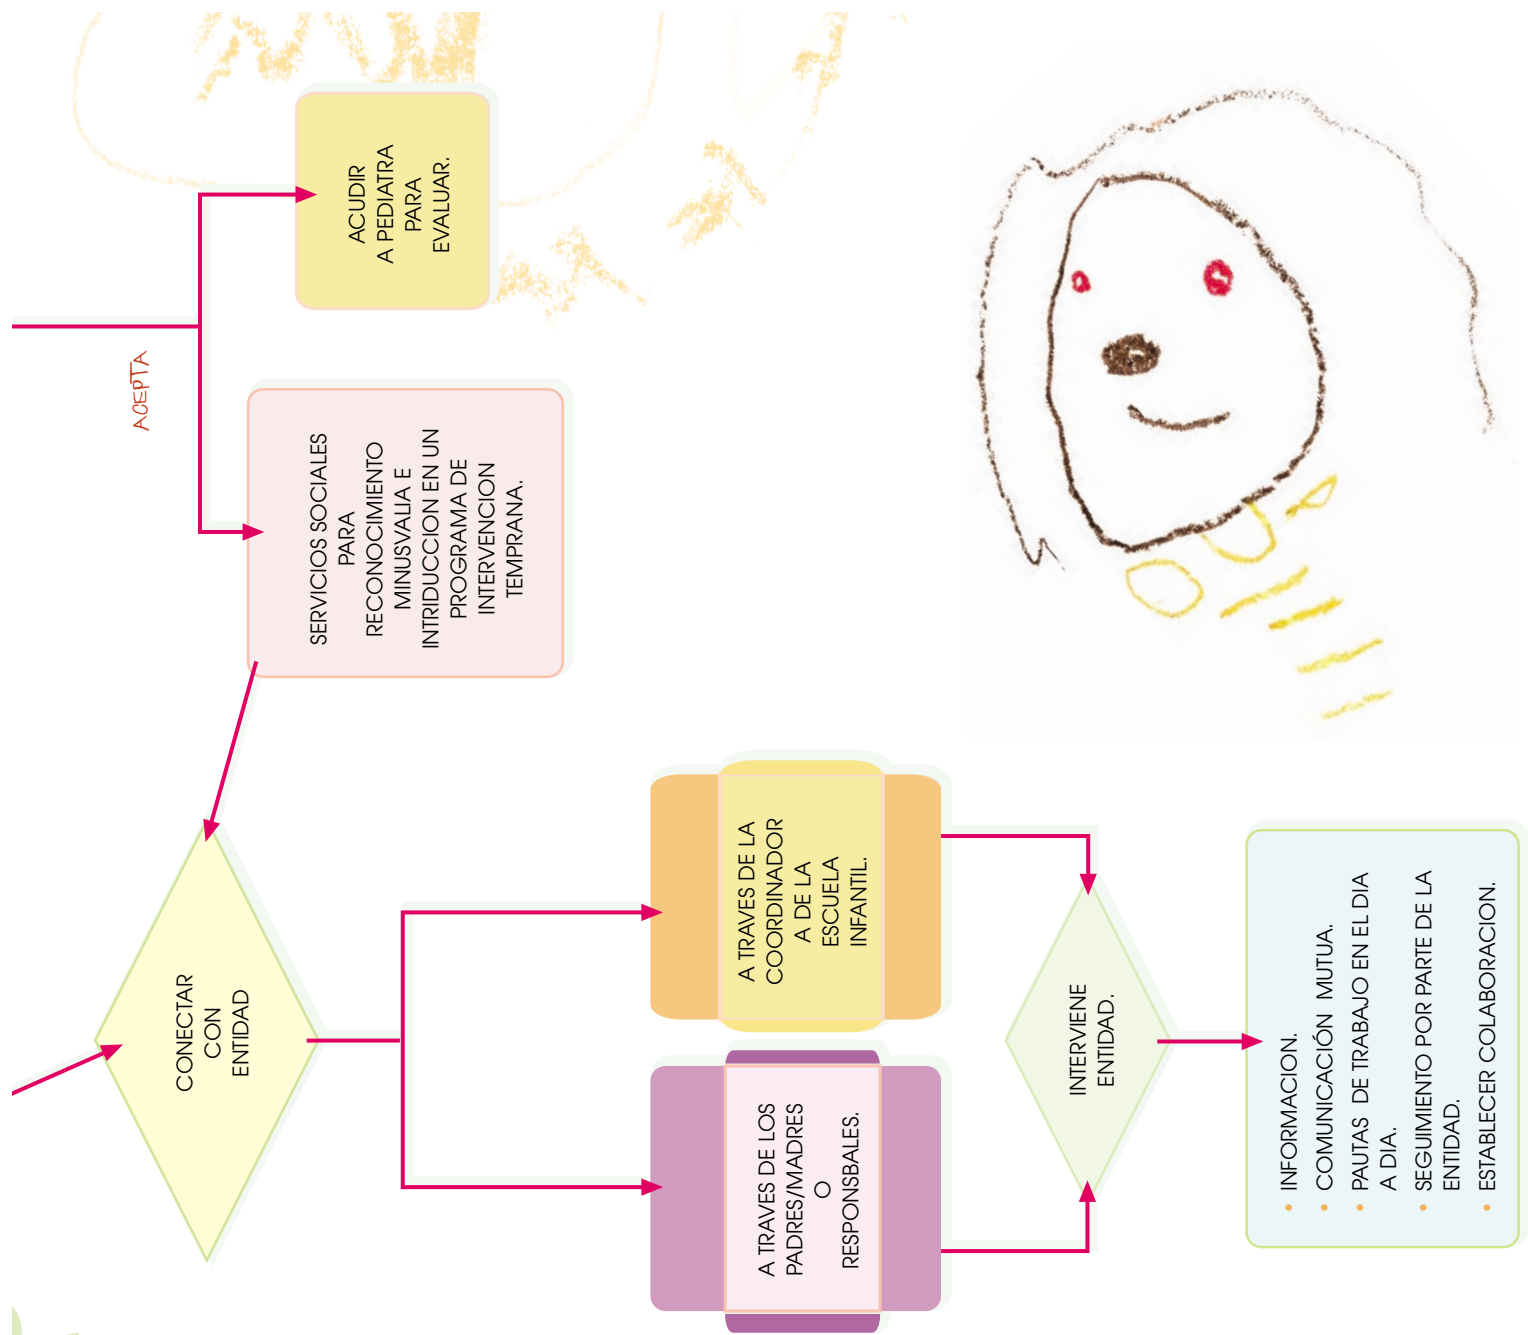 ACEPTA
ACUDIR
A PEDIATRA
PARA
EVALUAR.
SERVICIOS SOCIALES
PARA
RECONOCIMIENTO
MINUSVALIA E
INTRIDUCCION EN UN
PROGRAMA DE
INTERVENCION
TEMPRANA.
CONECTAR
CON
ENTIDAD
A TRAVES DE LA
COORDINADOR
A DE LA
ESCUELA
INFANTIL.
A TRAVES DE LOS
PADRES/MADRES
O
RESPONSBALES.
INTERVIENE
ENTIDAD.
• INFORMACION.
• COMUNICACIÓN MUTUA.
• PAUTAS DE TRABAJO EN EL DIA
A DIA.
• SEGUIMIENTO POR PARTE DE LA
ENTIDAD.
• ESTABLECER COLABORACION.